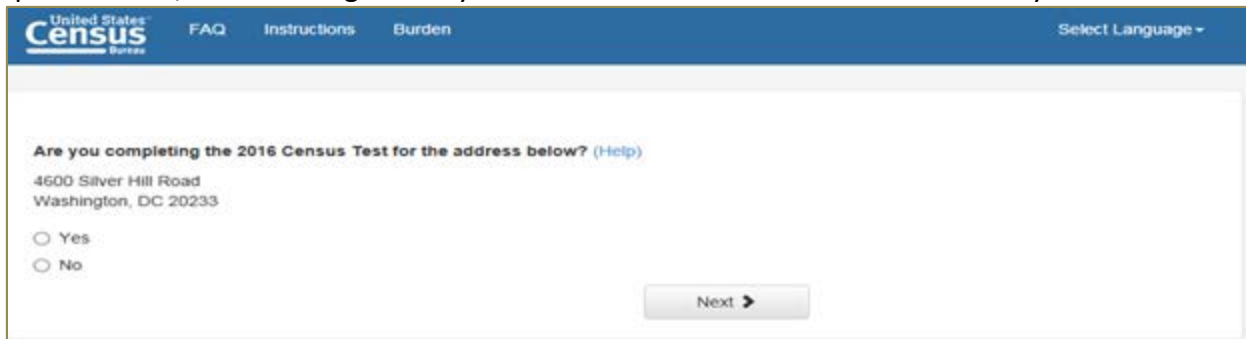 United States
Census
Bureau
FAQ Instructions Burden Select Language
Are you completing the 2016 Census Test for the address below? (Help)
4600 Silver Hill Road
Washington, DC 20233
Yes
No
Next